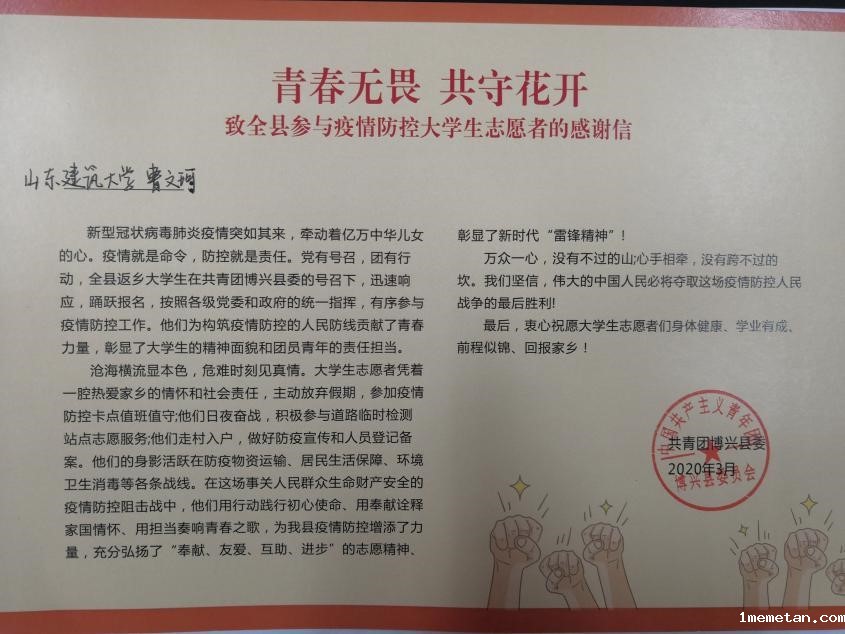 青春无畏 共守花开
致全县参与疫情防控大学生志愿者的感谢信
山东建筑大学 曹文珂
新型冠状病毒肺炎疫情突如其来，牵动着亿万中华儿女
的心。疫情就是命令，防控就是责任。党有号召，团有行
动，全县返乡大学生在共青团博兴县委的号召下，迅速响
应，踊跃报名，按照各级党委和政府的统一指挥，有序参与
疫情防控工作。他们为构筑疫情防控的人民防线贡献了青春
力量，彰显了大学生的精神面貌和团员青年的责任担当。
沧海横流显本色，危难时刻见真情。大学生志愿者凭着
一腔热爱家乡的情怀和社会责任，主动放弃假期，参加疫情
防控卡点值班值守;他们日夜奋战，积极参与道路临时检测
站点志愿服务;他们走村入户，做好防疫宣传和人员登记备
案。他们的身影活跃在防疫物资运输、居民生活保障、环境
卫生消毒等各条战线。在这场事关人民群众生命财产安全的
疫情防控阻击战中，他们用行动践行初心使命、用奉献诠释
家国情怀、用担当奏响青春之歌，为我县疫情防控增添了力
量，充分弘扬了“奉献、友爱、互助、进步”的志愿精神、
彰显了新时代“雷锋精神”！
万众一心，没有不过的山;心手相牵，没有跨不过的
坎。我们坚信，伟大的中国人民必将夺取这场疫情防控人民
战争的最后胜利!
最后，衷心祝愿大学生志愿者们身体健康、学业有成、
前程似锦、回报家乡！
中国共产主义青年团
共青团博兴县委
2020年3月
博兴县委员会
1memetan.com